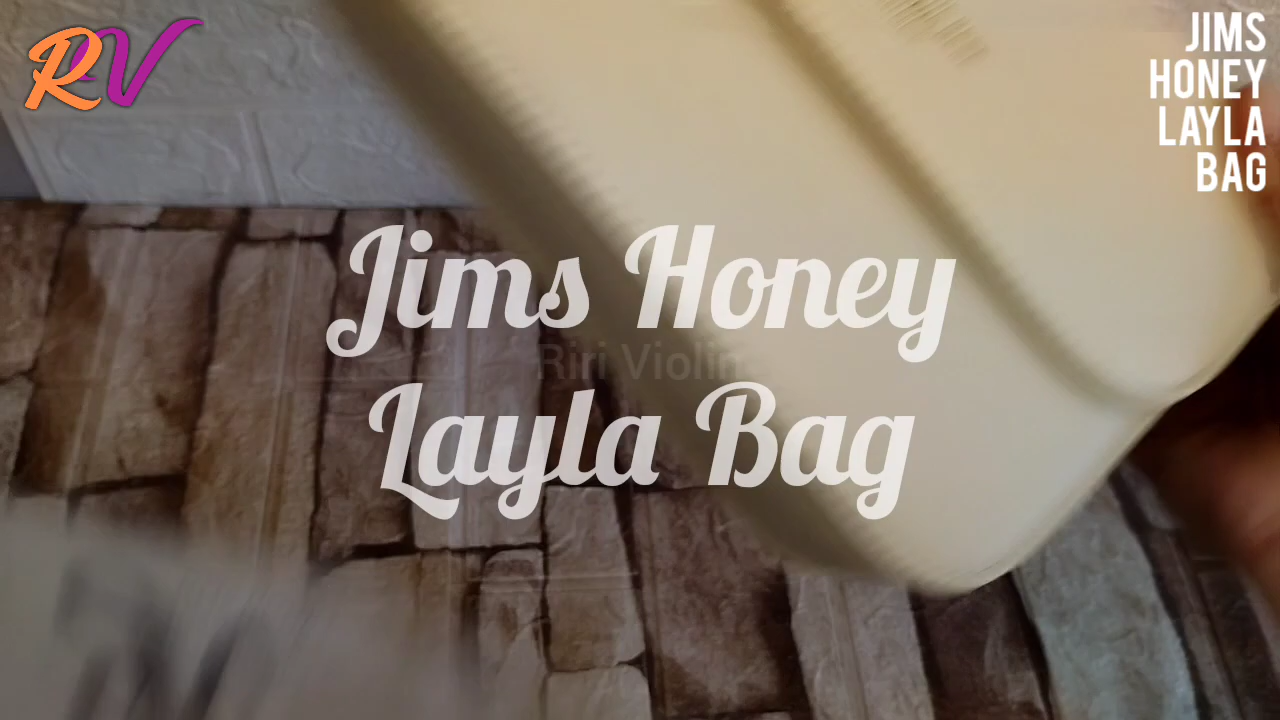 RV
JIMS
HONEY
LAYLA
BAG
Jims Honey
Riri Violin
Layla Bag